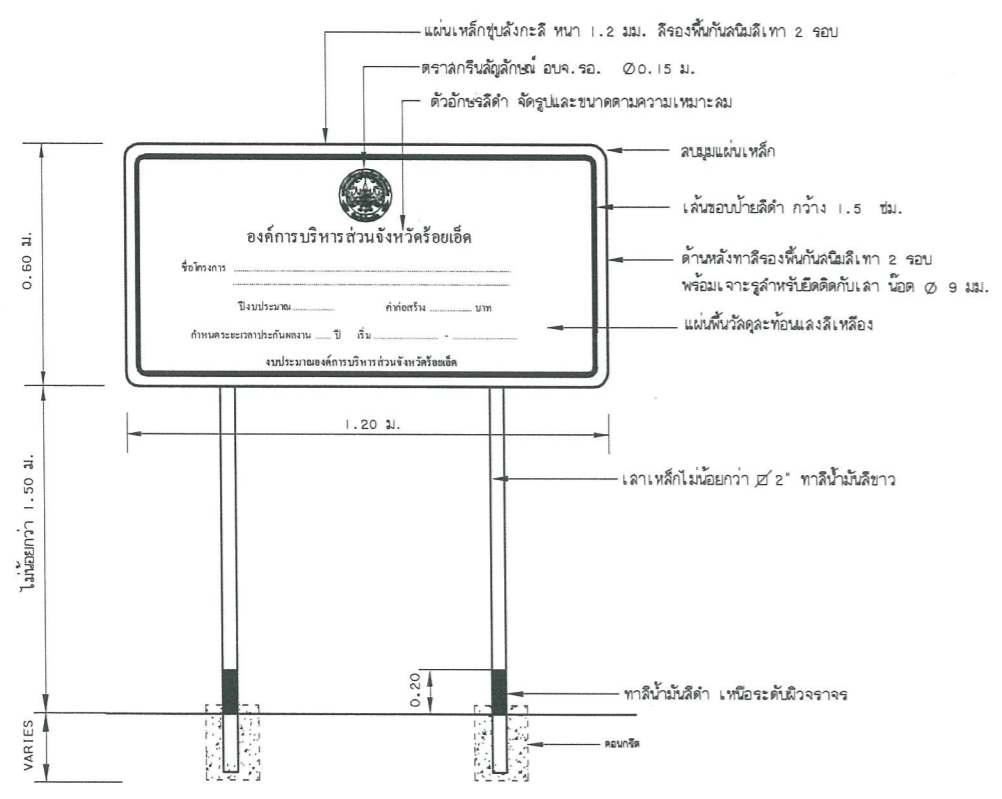 แผ่นเหล็กชุบสังกะสี หนา 1.2 มม. สีรองพื้นกันสนิมสีเทา 2 รอบ
ตราสกรีนสัญลักษณ์ อบจ.รอ. Ø0.15 ม.
ตัวอักษรสีดำ จัดรูปและขนาดตามความเหมาะสม
ลบมุมแผ่นเหล็ก
เส้นขอบป้ายสีดำ กว้าง 1.5 ซม.
ด้านหลังทาสีรองพื้นกันสนิมสีเทา 2 รอบ
พร้อมเจาะรูสำหรับยึดติดกับเสา น๊อต Ø 9 มม.
แผ่นพื้นวัสดุสะท้อนแสงสีเหลือง
0.60 ม.
องค์การบริหารส่วนจังหวัดร้อยเอ็ด
ชื่อโครงการ
ปีงบประมาณ ค่าก่อสร้าง บาท
กำหนดระยะเวลาประกันผลงาน ปี เริ่ม -
งบประมาณองค์การบริหารส่วนจังหวัดร้อยเอ็ด
1.20 ม.
ไม่น้อยกว่า 1.50 ม.
เสาเหล็กไม่น้อยกว่า 2" ทาสีน้ำมันสีขาว
0.20
ทาสีน้ำมันสีดำ เหนือระดับผิวจราจร
VARIES
คอนกรีต